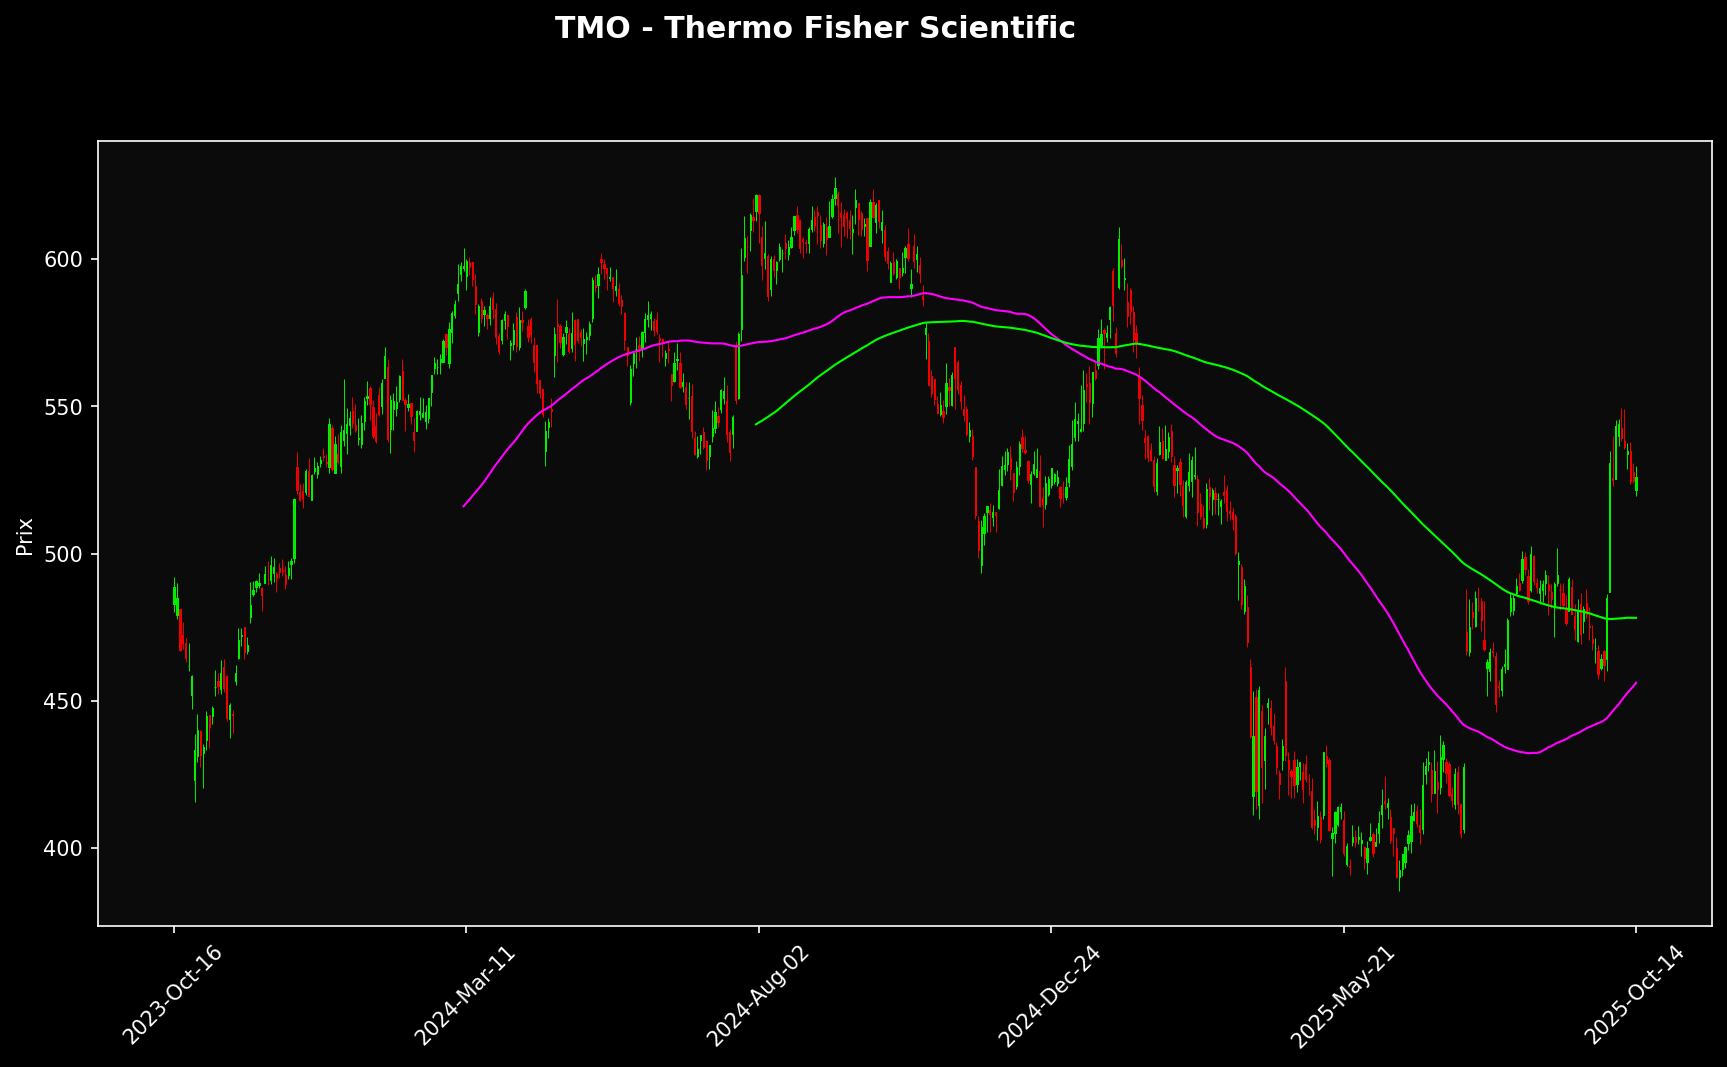 TMO - Thermo Fisher Scientific
Prix
600
550
500
450
400
2023-Oct-16
2024-Mar-11
2024-Aug-02
2024-Dec-24
2025-May-21
2025-Oct-14